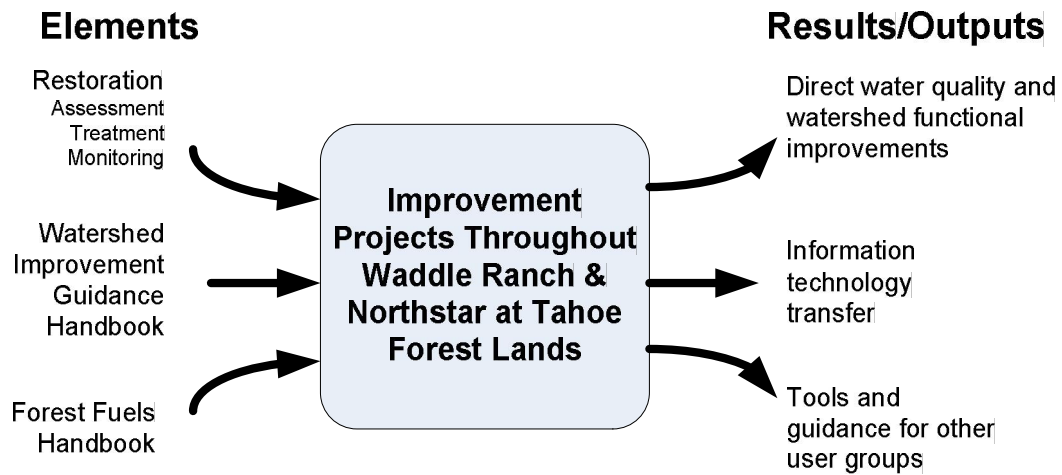 Elements
Restoration
Assessment
Treatment
Monitoring
Watershed
Improvement
Guidance
Handbook
Forest Fuels
Handbook
Improvement
Projects Throughout
Waddle Ranch &
Northstar at Tahoe
Forest Lands
Results/Outputs
Direct water quality and
watershed functional
improvements
Information
technology
transfer
Tools and
guidance for other
user groups